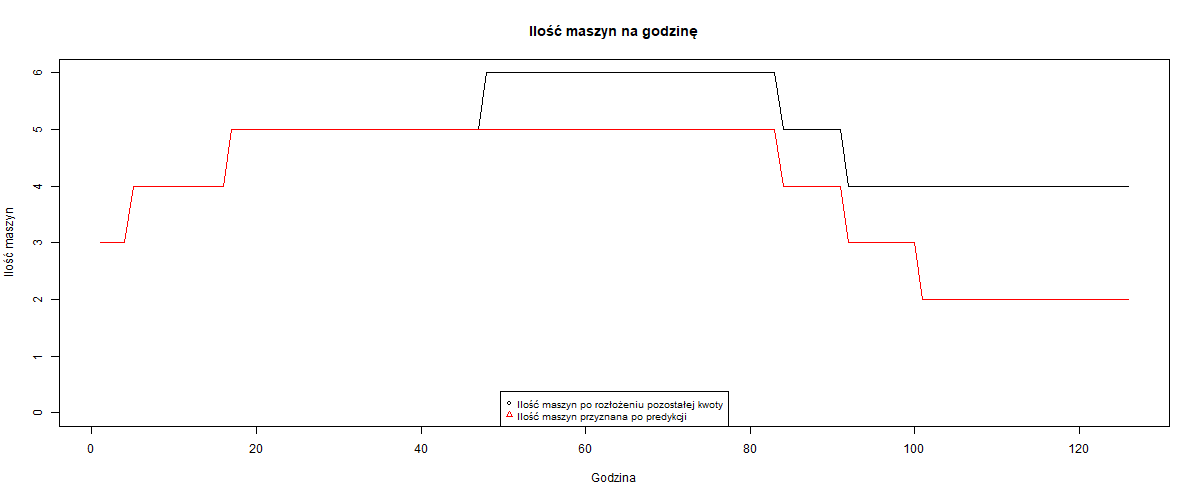 Ilość maszyn na godzinę
Ilość maszyn
6
5
4
3
2
1
0
Ilość maszyn po rozłożeniu pozostałej kwoty
Ilość maszyn przyznana po predykcji
0 20 40 60 80 100 120
Godzina